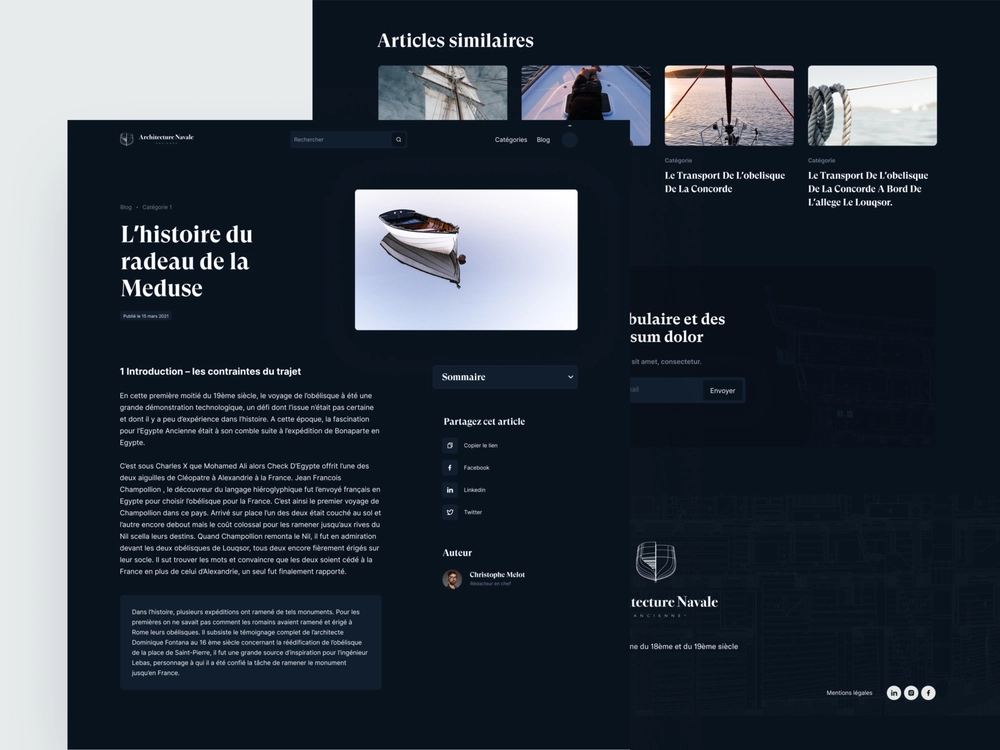 Articles similaires
Catégorie
Le Transport De L'obelisque
De La Concorde
Catégorie
Le Transport De L'obelisque
De La Concorde A Bord De
L'allege Le Louqsor.
Architecture Navale
Rechercher
Catégories
Blog
Blog • Catégorie 1
L'histoire du
radeau de la
Meduse
Publié le 15 mars 2021
1 Introduction – les contraintes du trajet
En cette première moitié du 19ème siècle, le voyage de l'obélisque à été une
grande démonstration technologique, un défi dont l'issue n'était pas certaine
et dont il y a peu d'expérience dans l'histoire. A cette époque, la fascination
pour l'Egypte Ancienne était à son comble suite à l'expédition de Bonaparte en
Egypte.
C'est sous Charles X que Mohamed Ali alors Check D'Egypte offrit l'une des
deux aiguilles de Cléopatre à Alexandrie à la France. Jean Francois
Champollion , le découvreur du langage hiéroglyphique fut l'envoyé français en
Egypte pour choisir l'obélisque pour la France. C'est ainsi le premier voyage de
Champollion dans ce pays. Arrivé sur place l'un des deux était couché au sol et
l'autre encore debout mais le coût colossal pour les ramener jusqu'aux rives du
Nil scella leurs destins. Quand Champollion remonta le Nil, il fut en admiration
devant les deux obélisques de Louqsor, tous deux encore fièrement érigés sur
leur socle. Il sut trouver les mots et convaincre que les deux soient cédé à la
France en plus de celui d'Alexandrie, un seul fut finalement rapporté.
Dans l'histoire, plusieurs expéditions ont ramené de tels monuments. Pour les
premières on ne savait pas comment les romains avaient ramené et érigé à
Rome leurs obélisques. Il subsiste le témoignage complet de l'architecte
Dominique Fontana au 16 ème siècle concernant la réédification de l'obélisque
de la place de Saint-Pierre, il fut une grande source d'inspiration pour l'ingénieur
Lebas, personnage à qui il a été confié la tâche de ramener le monument
jusqu'en France.
Sommaire
Partagez cet article
Copier le lien
Facebook
Linkedin
Twitter
Auteur
Christophe Melot
Rédacteur en chef
bulaire et des
sum dolor
sit amet, consectetur.
ail
Envoyer
tecture Navale
ANCIENNE
ne du 18ème et du 19ème siècle
Mentions légales